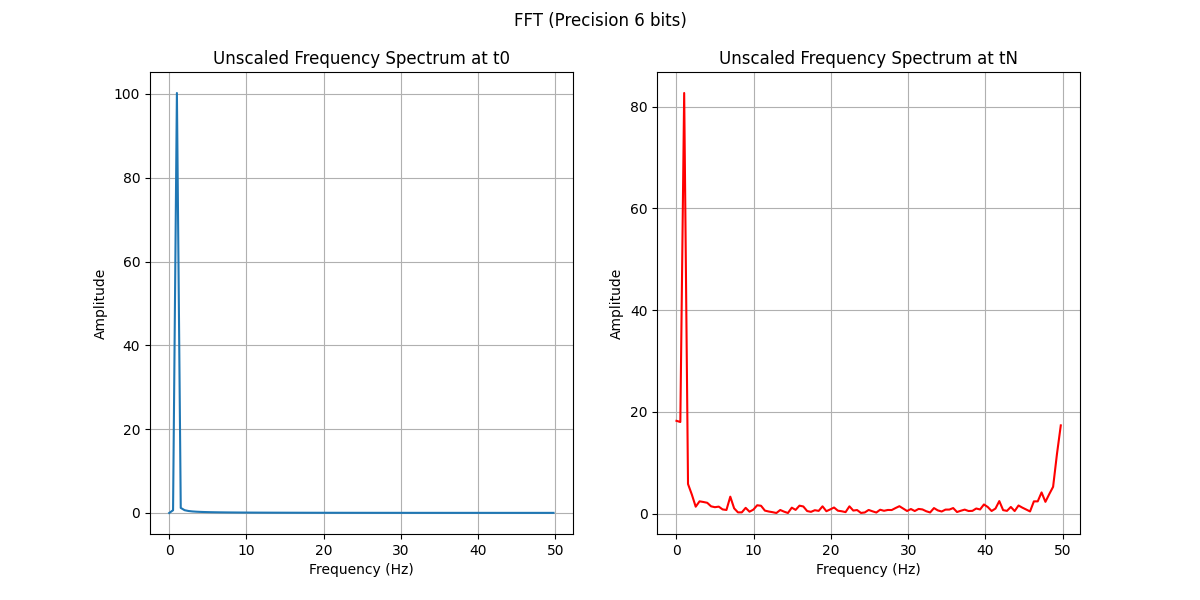 FFT (Precision 6 bits)
Unscaled Frequency Spectrum at t0
Amplitude
100
80
60
40
20
0
0 10 20 30 40 50
Frequency (Hz)
Unscaled Frequency Spectrum at tN
Amplitude
80
60
40
20
0
0 10 20 30 40 50
Frequency (Hz)